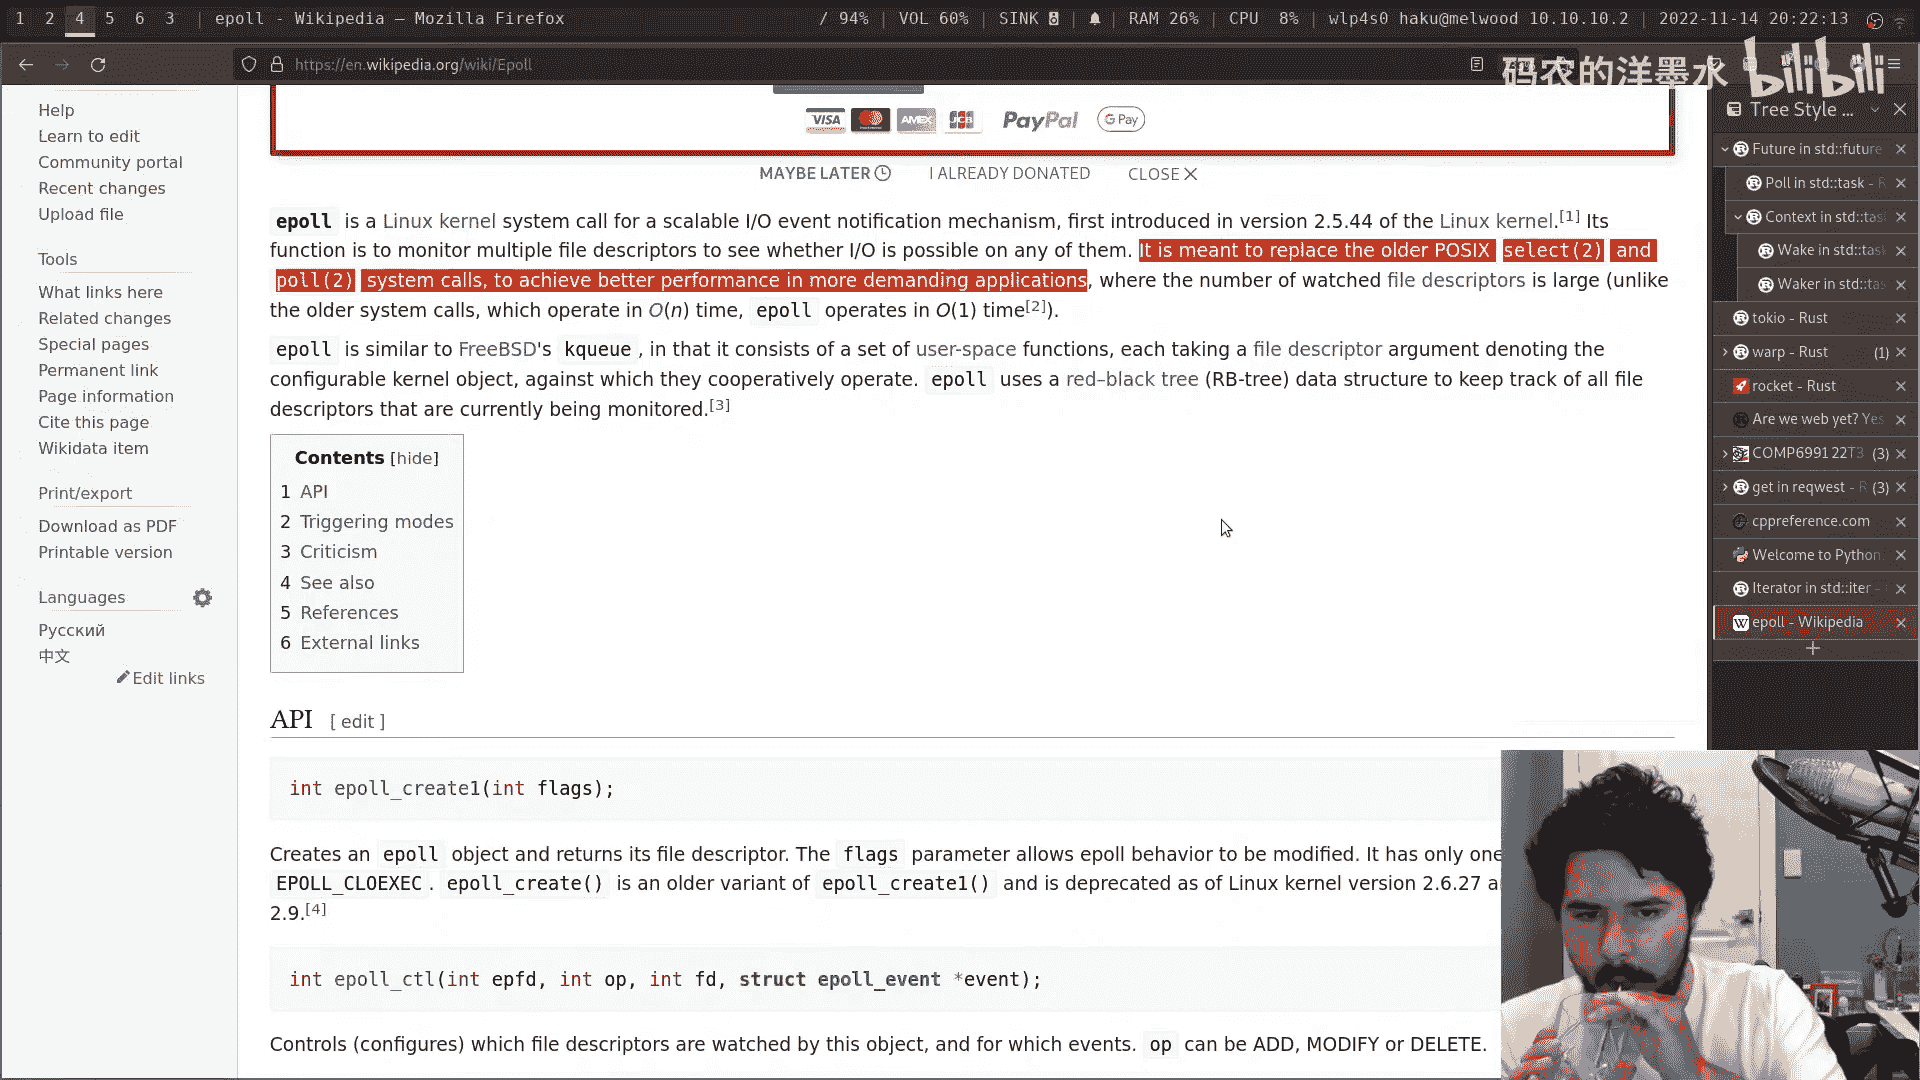 1 2 4 5 6 3 | epoll - Wikipedia — Mozilla Firefox
/ 94% | VOL 60% | SINK | | RAM 26% | CPU 8% | wlp4s0 haku@melwood 10.10.10.2 | 2022-11-14 20:22:13
https://en.wikipedia.org/wiki/Epoll
码农的洋墨水 bilibili
Help
Learn to edit
Community portal
Recent changes
Upload file
Tools
What links here
Related changes
Special pages
Permanent link
Page information
Cite this page
Wikidata item
Print/export
Download as PDF
Printable version
Languages
Русский
中文
Edit links
VISA AMEX JCB PayPal G Pay
MAYBE LATER I ALREADY DONATED CLOSE
epoll is a Linux kernel system call for a scalable I/O event notification mechanism, first introduced in version 2.5.44 of the Linux kernel.[1] Its
function is to monitor multiple file descriptors to see whether I/O is possible on any of them. It is meant to replace the older POSIX select(2) and
poll(2) system calls, to achieve better performance in more demanding applications, where the number of watched file descriptors is large (unlike
the older system calls, which operate in O(n) time, epoll operates in O(1) time[2]).
epoll is similar to FreeBSD's kqueue , in that it consists of a set of user-space functions, each taking a file descriptor argument denoting the
configurable kernel object, against which they cooperatively operate. epoll uses a red–black tree (RB-tree) data structure to keep track of all file
descriptors that are currently being monitored.[3]
Contents [hide]
1 API
2 Triggering modes
3 Criticism
4 See also
5 References
6 External links
API [ edit ]
int epoll_create1(int flags);
Creates an epoll object and returns its file descriptor. The flags parameter allows epoll behavior to be modified. It has only one
EPOLL_CLOEXEC . epoll_create() is an older variant of epoll_create1() and is deprecated as of Linux kernel version 2.6.27 a
2.9.[4]
int epoll_ctl(int epfd, int op, int fd, struct epoll_event *event);
Controls (configures) which file descriptors are watched by this object, and for which events. op can be ADD, MODIFY or DELETE.
Tree Style ...
Future in std::future
Poll in std::task - R
Context in std::tas
Wake in std::task
Waker in std::tas
tokio - Rust
warp - Rust (1)
rocket - Rust
Are we web yet? Yes
COMP6991 22T3 (3)
get in reqwest - R (3)
cppreference.com
Welcome to Python
Iterator in std::iter -
epoll - Wikipedia